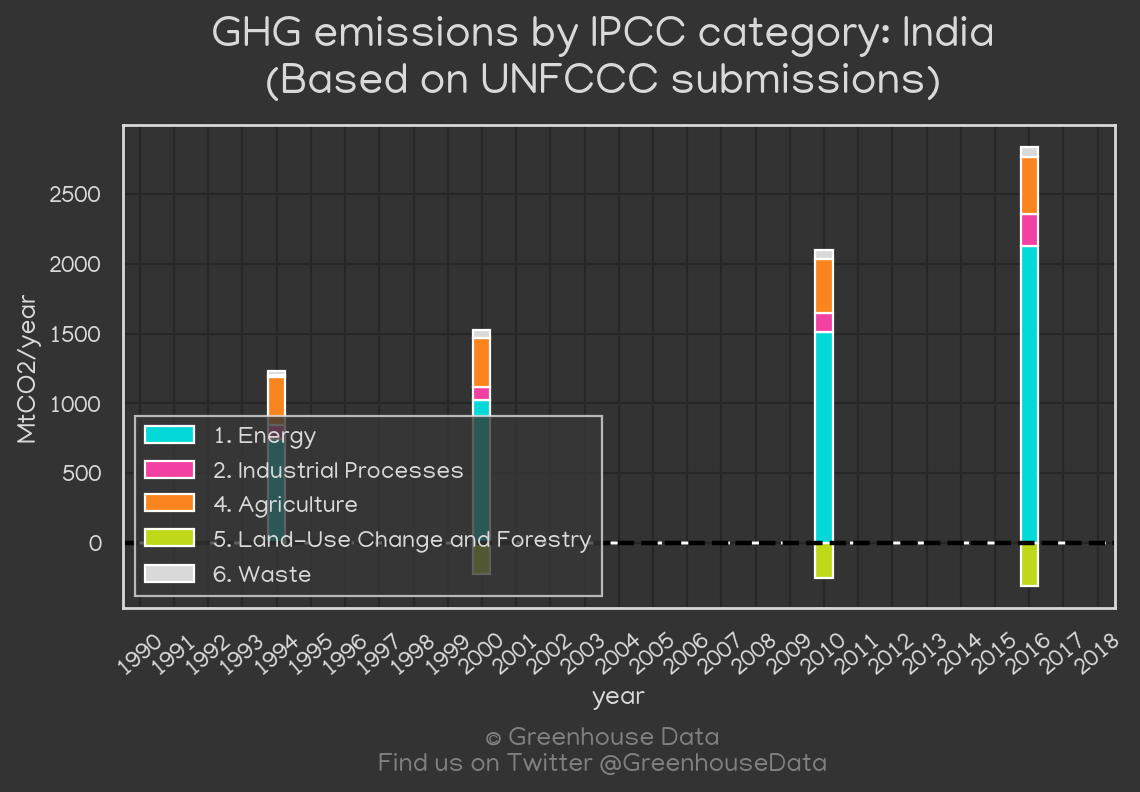 GHG emissions by IPCC category: India
(Based on UNFCCC submissions)
MtCO2/year
2500
2000
1500
1000
500
0
1. Energy
2. Industrial Processes
4. Agriculture
5. Land-Use Change and Forestry
6. Waste
1990 1991 1992 1993 1994 1995 1996 1997 1998 1999 2000 2001 2002 2003 2004 2005 2006 2007 2008 2009 2010 2011 2012 2013 2014 2015 2016 2017 2018
year
© Greenhouse Data
Find us on Twitter @GreenhouseData